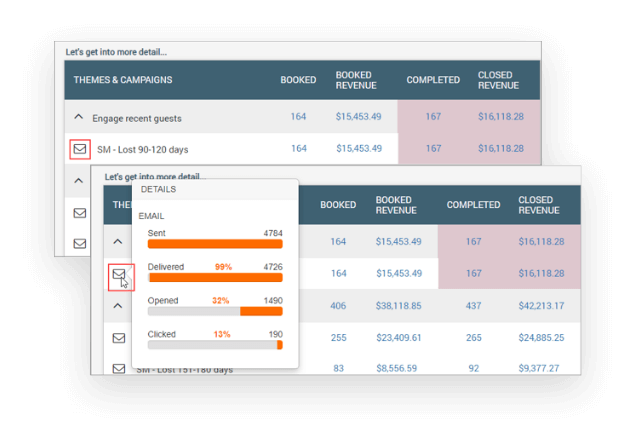 Let's get into more detail...
THEMES & CAMPAIGNS BOOKED BOOKED REVENUE COMPLETED CLOSED REVENUE
Engage recent guests 164 $15,453.49 167 $16,118.28
SM - Lost 90-120 days 164 $15,453.49 167 $16,118.28
Let's get into more detail...
BOOKED BOOKED REVENUE COMPLETED CLOSED REVENUE
164 $15,453.49 167 $16,118.28
164 $15,453.49 167 $16,118.28
406 $38,118.85 437 $42,213.17
255 $23,409.61 265 $24,885.25
SM - Lost 151-180 days 83 $8,556.59 92 $9,377.27
DETAILS
EMAIL
Sent 4784
Delivered 99% 4726
Opened 32% 1490
Clicked 13% 190